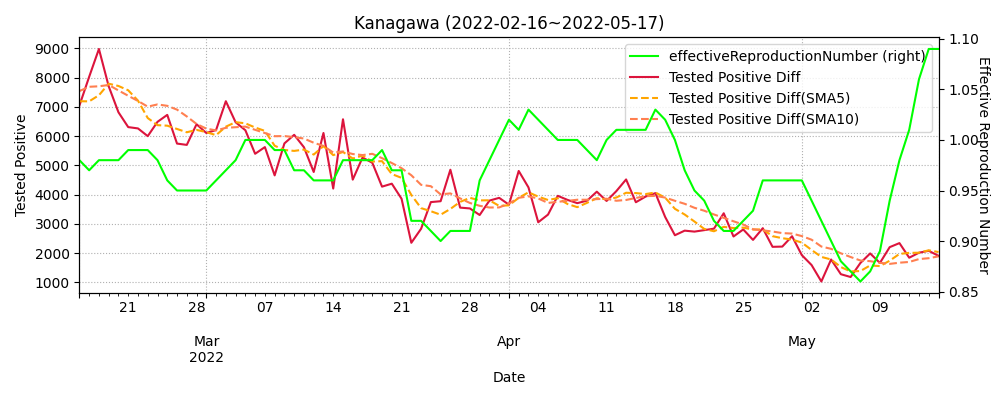 Kanagawa (2022-02-16~2022-05-17)
effectiveReproductionNumber (right)
Tested Positive Diff
Tested Positive Diff(SMA5)
Tested Positive Diff(SMA10)
Tested Positive
9000
8000
7000
6000
5000
4000
3000
2000
1000
1.10
1.05
1.00
0.95
0.90
0.85
Effective Reproduction Number
21 28 07 14 21 28 04 11 18 25 02 09
Mar Apr May
2022
Date